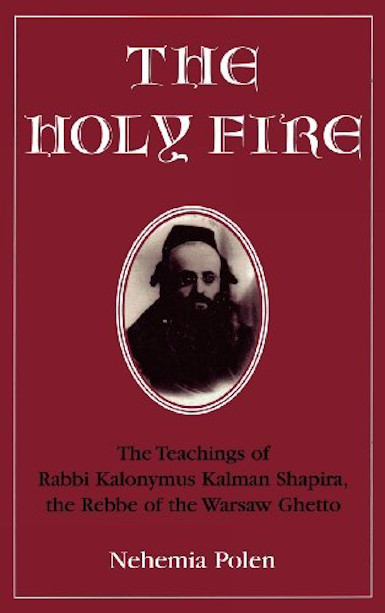 THE
HOLY FIRE
The Teachings of
Rabbi Kalonymus Kalman Shapira,
the Rebbe of the Warsaw Ghetto
Nehemia Polen